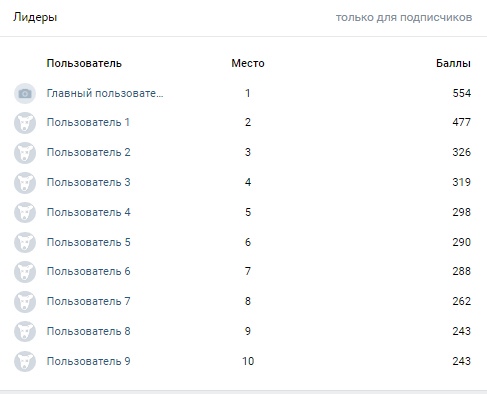 Лидеры только для подписчиков
Пользователь Место Баллы
Главный пользовате... 1 554
Пользователь 1 2 477
Пользователь 2 3 326
Пользователь 3 4 319
Пользователь 4 5 298
Пользователь 5 6 290
Пользователь 6 7 288
Пользователь 7 8 262
Пользователь 8 9 243
Пользователь 9 10 243